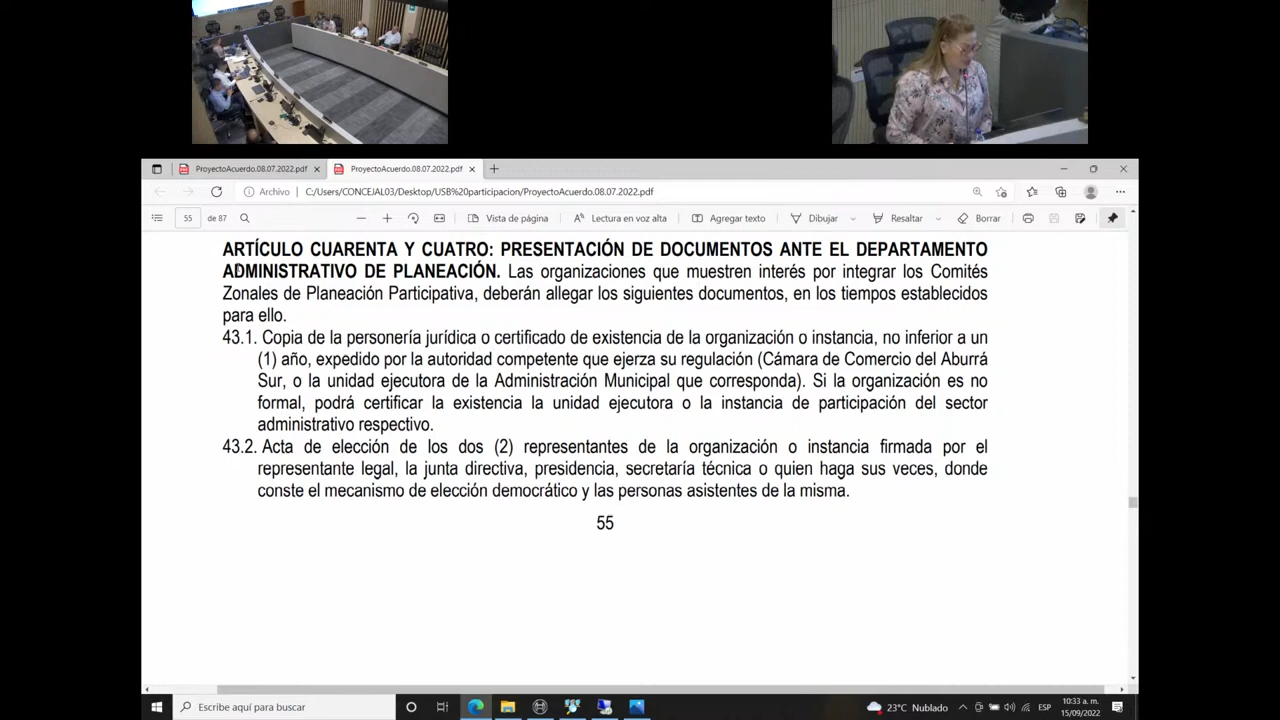 ProyectoAcuerdo.08.07.2022.pdf
ProyectoAcuerdo.08.07.2022.pdf
Archivo
C:/Users/CONCEJAL03/Desktop/USB%20participacion/ProyectoAcuerdo.08.07.2022.pdf
55 de 87
Vista de página
Lectura en voz alta
Agregar texto
Dibujar
Resaltar
Borrar
ARTÍCULO CUARENTA Y CUATRO: PRESENTACIÓN DE DOCUMENTOS ANTE EL DEPARTAMENTO
ADMINISTRATIVO DE PLANEACIÓN. Las organizaciones que muestren interés por integrar los Comités
Zonales de Planeación Participativa, deberán allegar los siguientes documentos, en los tiempos establecidos
para ello.
43.1. Copia de la personería jurídica o certificado de existencia de la organización o instancia, no inferior a un
(1) año, expedido por la autoridad competente que ejerza su regulación (Cámara de Comercio del Aburrá
Sur, o la unidad ejecutora de la Administración Municipal que corresponda). Si la organización es no
formal, podrá certificar la existencia la unidad ejecutora o la instancia de participación del sector
administrativo respectivo.
43.2. Acta de elección de los dos (2) representantes de la organización o instancia firmada por el
representante legal, la junta directiva, presidencia, secretaría técnica o quien haga sus veces, donde
conste el mecanismo de elección democrático y las personas asistentes de la misma.
55
Escribe aquí para buscar
23°C Nublado
ESP
10:33 a. m.
15/09/2022